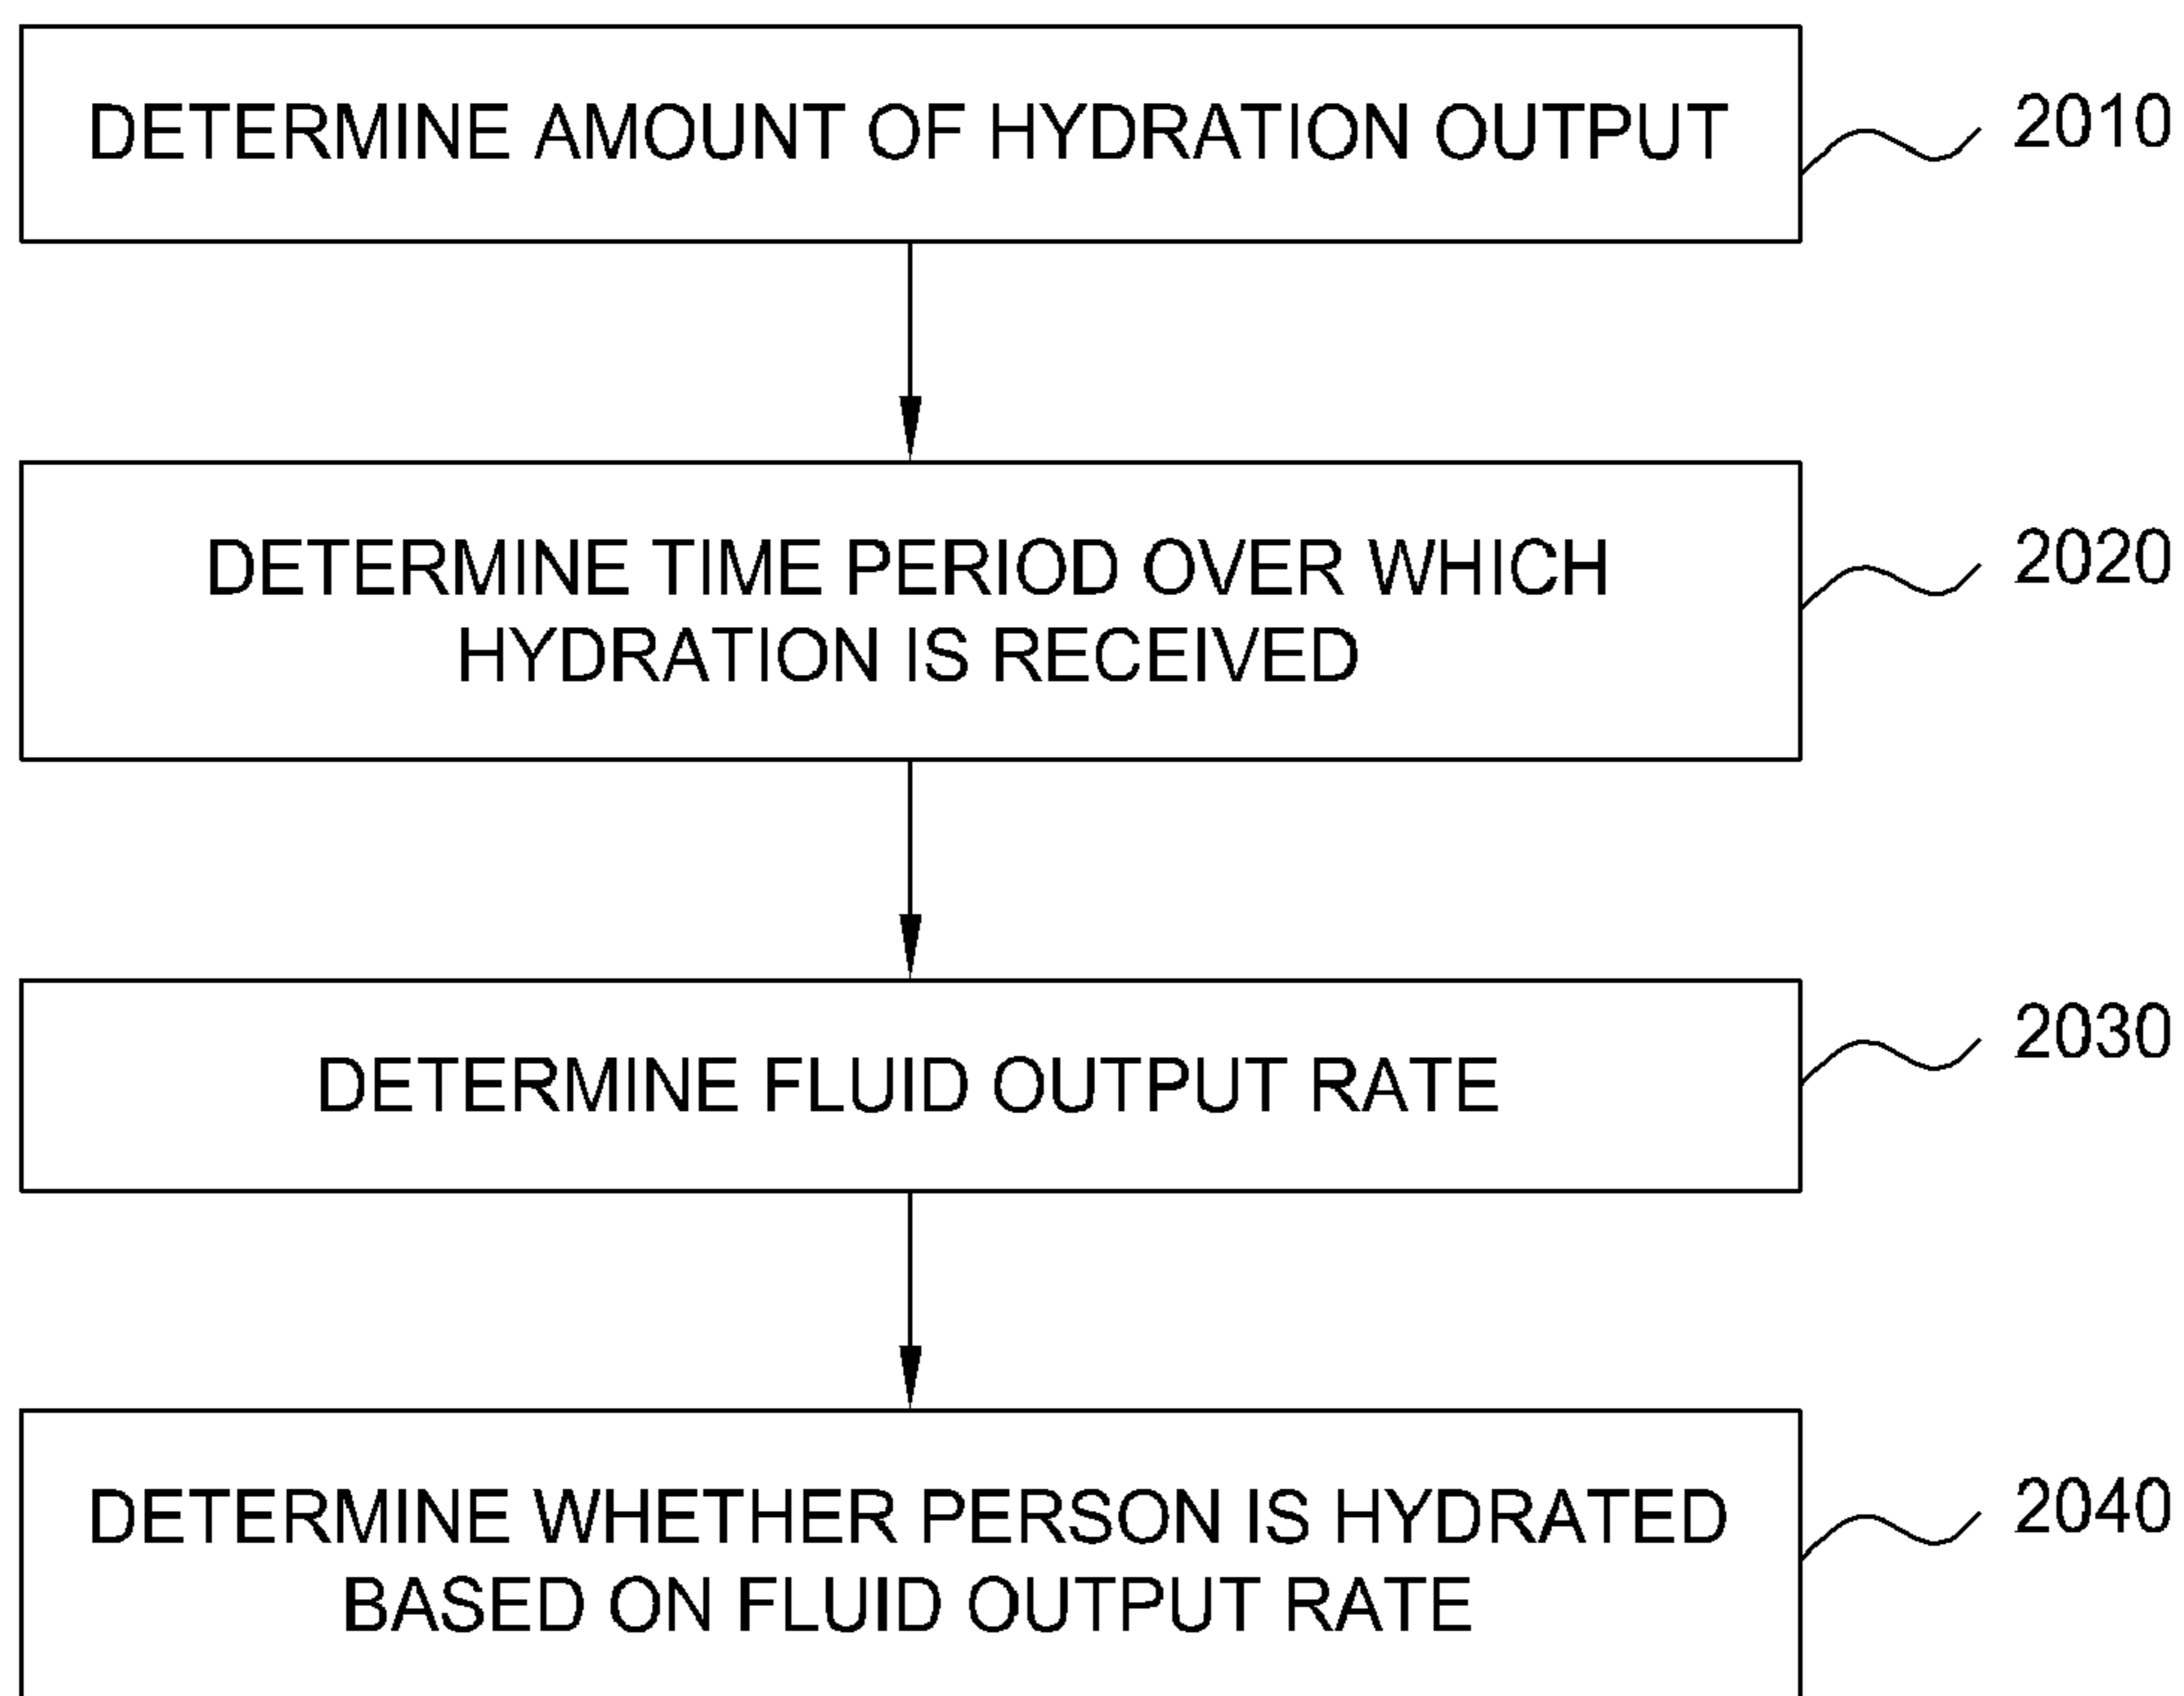 DETERMINE AMOUNT OF HYDRATION OUTPUT
2010
DETERMINE TIME PERIOD OVER WHICH
HYDRATION IS RECEIVED
2020
DETERMINE FLUID OUTPUT RATE
2030
DETERMINE WHETHER PERSON IS HYDRATED
BASED ON FLUID OUTPUT RATE
2040